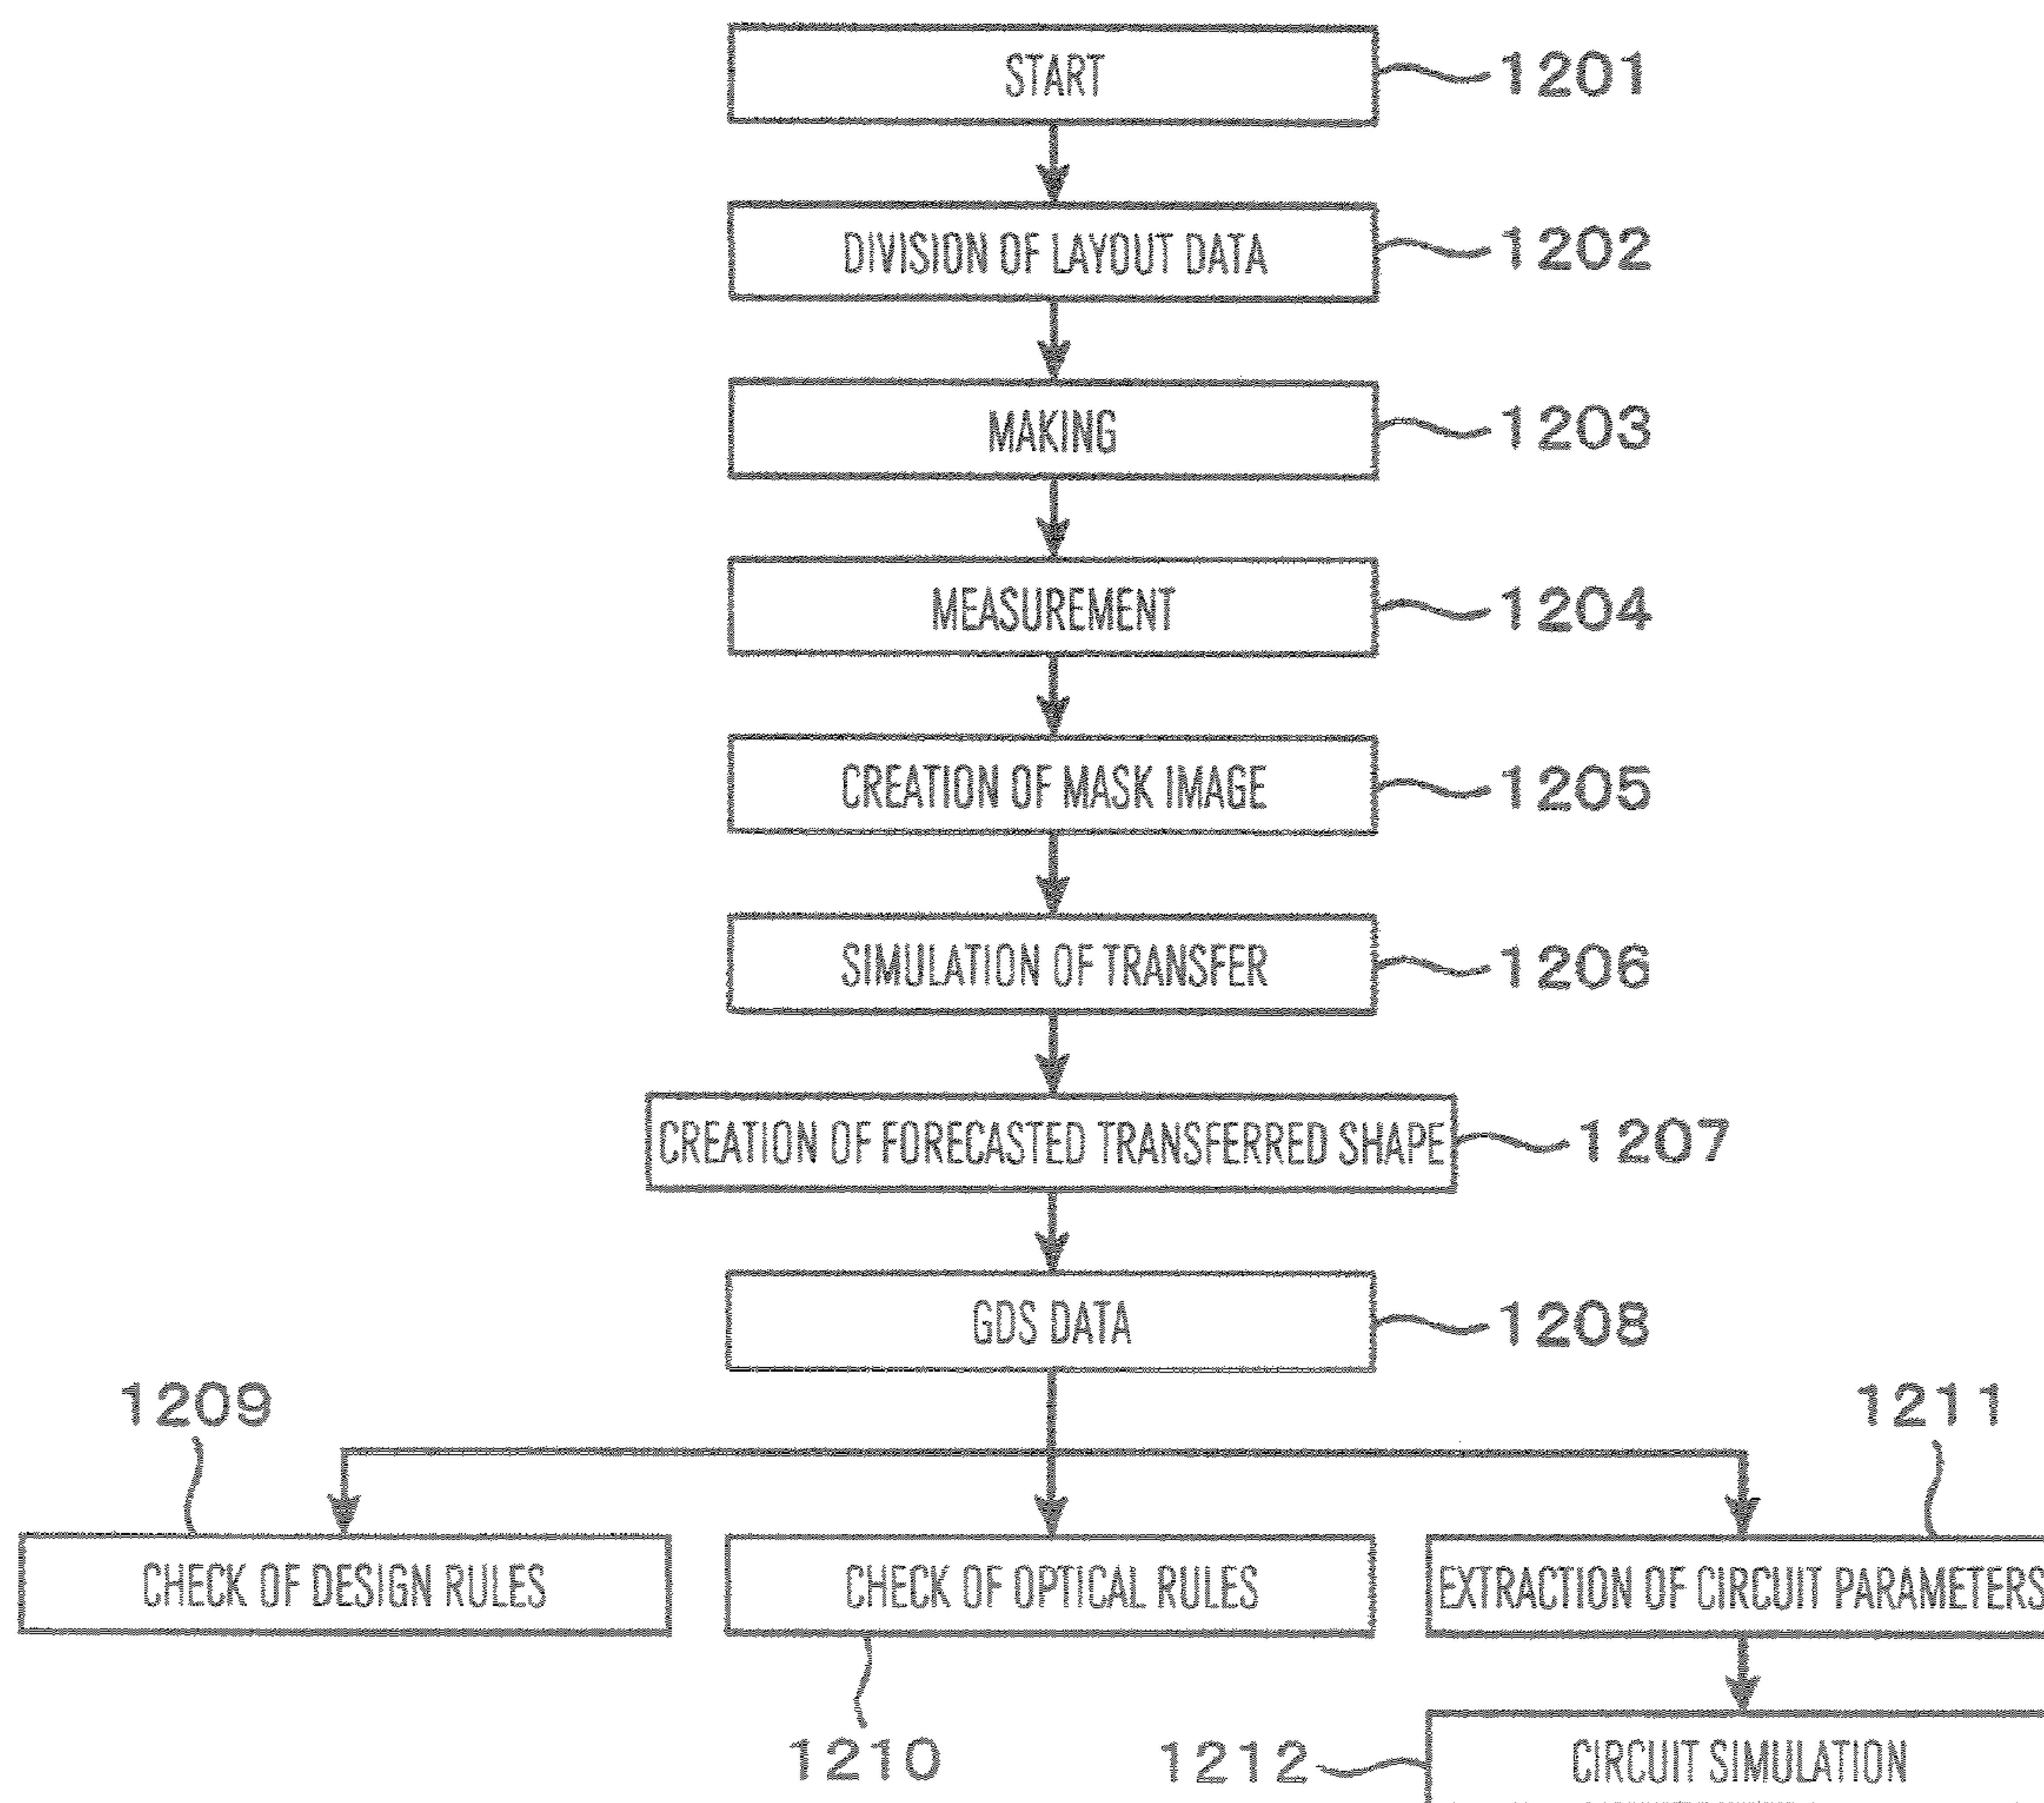 START 1201
DIVISION OF LAYOUT DATA 1202
MAKING 1203
MEASUREMENT 1204
CREATION OF MASK IMAGE 1205
SIMULATION OF TRANSFER 1206
CREATION OF FORECASTED TRANSFERRED SHAPE 1207
GDS DATA 1208
1209 1211
CHECK OF DESIGN RULES CHECK OF OPTICAL RULES EXTRACTION OF CIRCUIT PARAMETERS
1210 1212 CIRCUIT SIMULATION